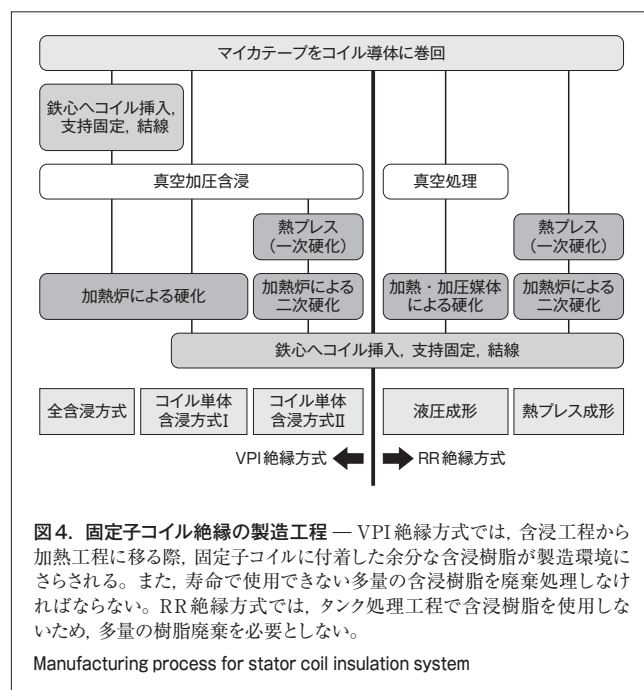 マイカテープをコイル導体に巻回
鉄心へコイル挿入,
支持固定, 結線
真空加圧含浸
真空処理
熱プレス
(一次硬化)
熱プレス
(一次硬化)
加熱炉による硬化
加熱炉による
二次硬化
加熱・加圧媒体
による硬化
加熱炉による
二次硬化
鉄心へコイル挿入, 支持固定, 結線
全含浸方式
コイル単体
含浸方式Ⅰ
コイル単体
含浸方式Ⅱ
液圧成形
熱プレス成形
VPI絶縁方式
RR絶縁方式
図4. 固定子コイル絶縁の製造工程 — VPI絶縁方式では, 含浸工程から
加熱工程に移る際, 固定子コイルに付着した余分な含浸樹脂が製造環境に
さらされる。また, 寿命で使用できない多量の含浸樹脂を廃棄処理しなけ
ればならない。RR絶縁方式では, タンク処理工程で含浸樹脂を使用しな
いため, 多量の樹脂廃棄を必要としない。
Manufacturing process for stator coil insulation system